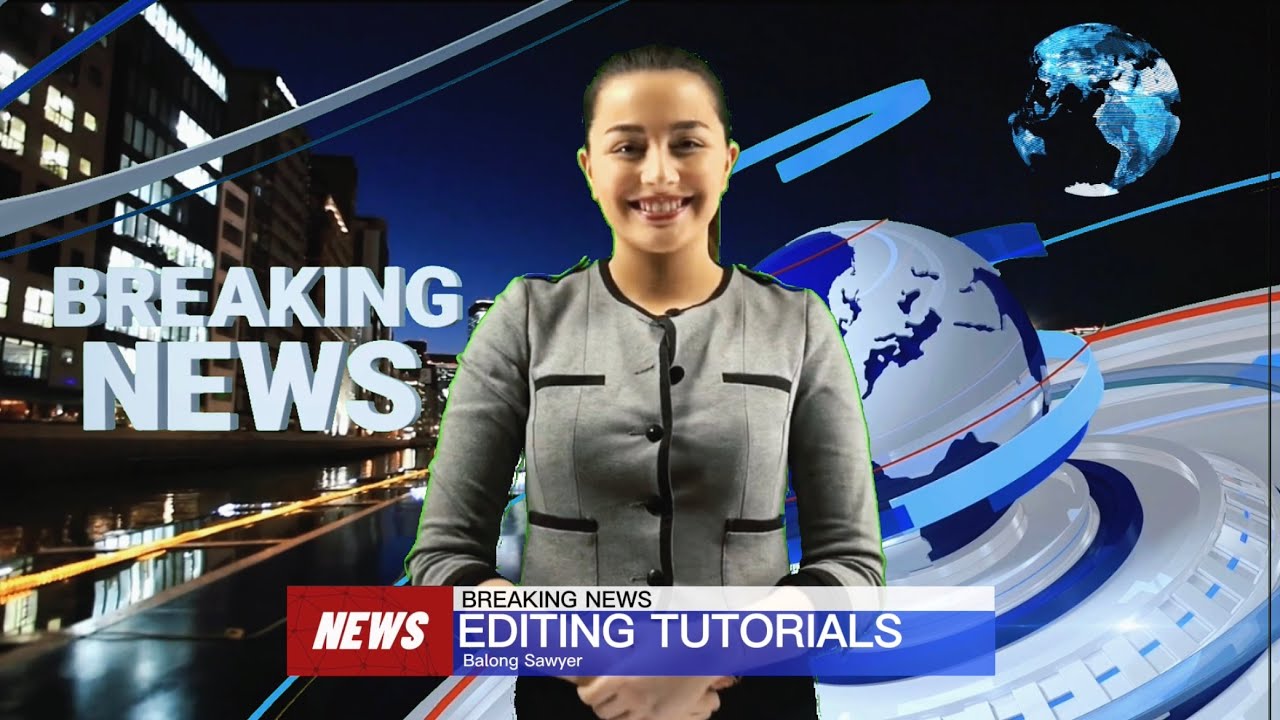 BREAKING
NEWS
NEWS
BREAKING NEWS
EDITING TUTORIALS
Balong Sawyer